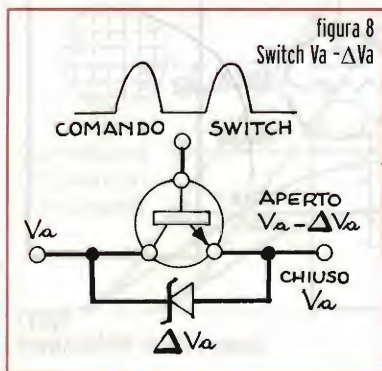 figura 8
Switch Va - ΔVa
COMANDO SWITCH
Va
APERTO
Va - ΔVa
CHIUSO
Va
ΔVa